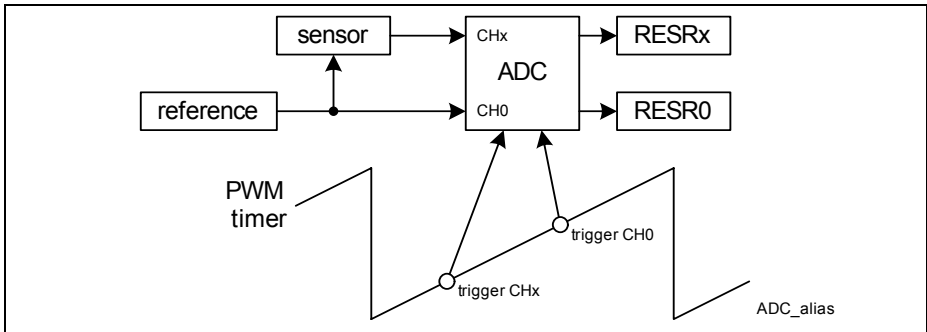 sensor
CHx
RESRx
ADC
reference
CH0
RESR0
PWM
timer
trigger CH0
trigger CHx
ADC_alias